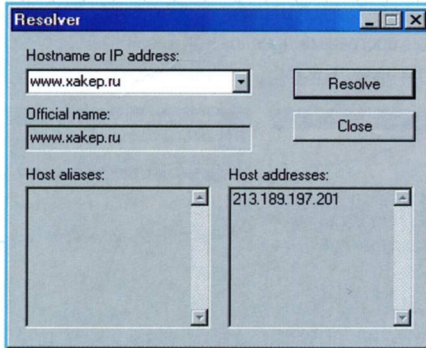 Resolver
Hostname or IP address:
www.xakep.ru
Resolve
Official name:
www.xakep.ru
Close
Host aliases:
Host addresses:
213.189.197.201